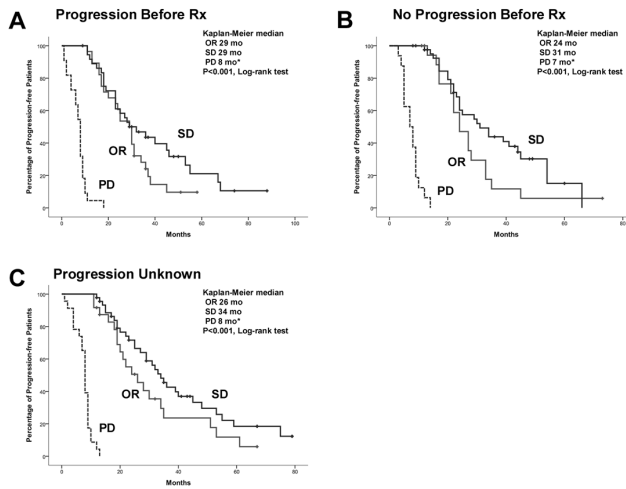 A
Progression Before Rx
Kaplan-Meier median
OR 29 mo
SD 29 mo
PD 8 mo*
P<0.001, Log-rank test
Percentage of Progression-free Patients
100
80
60
40
20
0
SD
OR
PD
0 20 40 60 80 100
Months
B
No Progression Before Rx
Kaplan-Meier median
OR 24 mo
SD 31 mo
PD 7 mo*
P<0.001, Log-rank test
Percentage of Progression-free Patients
100
80
60
40
20
0
SD
OR
PD
0 20 40 60 80
Months
C
Progression Unknown
Kaplan-Meier median
OR 26 mo
SD 34 mo
PD 8 mo*
P<0.001, Log-rank test
Percentage of Progression-free Patients
100
80
60
40
20
0
SD
OR
PD
0 20 40 60 80
Months